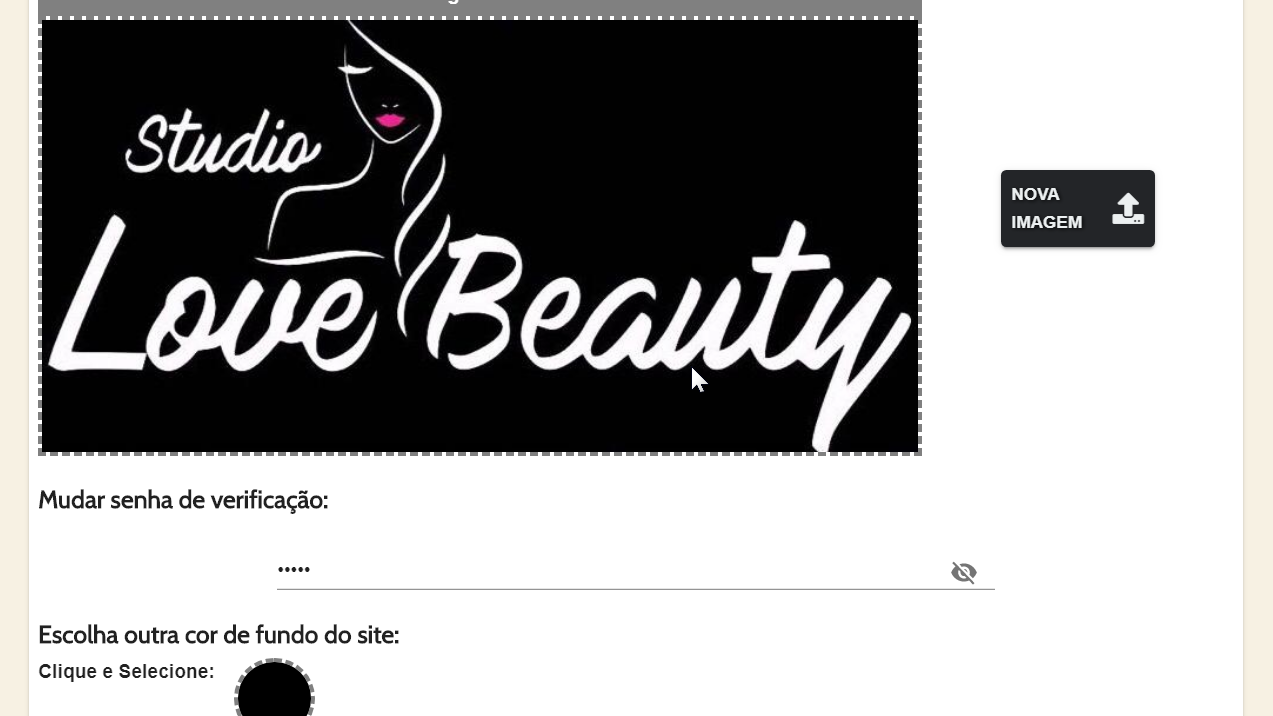 Studio
Love Beauty
NOVA
IMAGEM
Mudar senha de verificação:
•••••
Escolha outra cor de fundo do site:
Clique e Selecione: